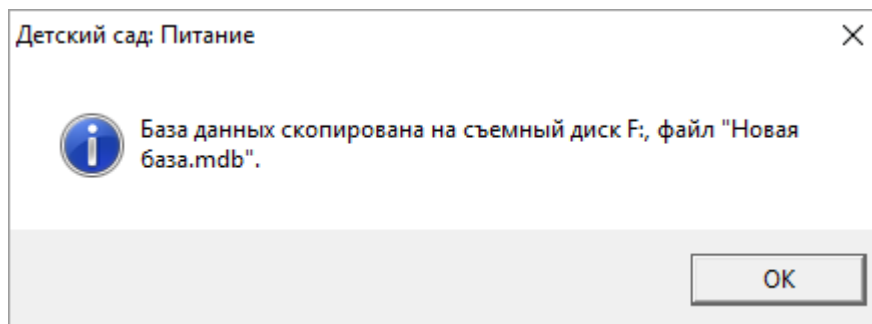 Детский сад: Питание
База данных скопирована на съемный диск F:, файл "Новая
база.mdb".
OK